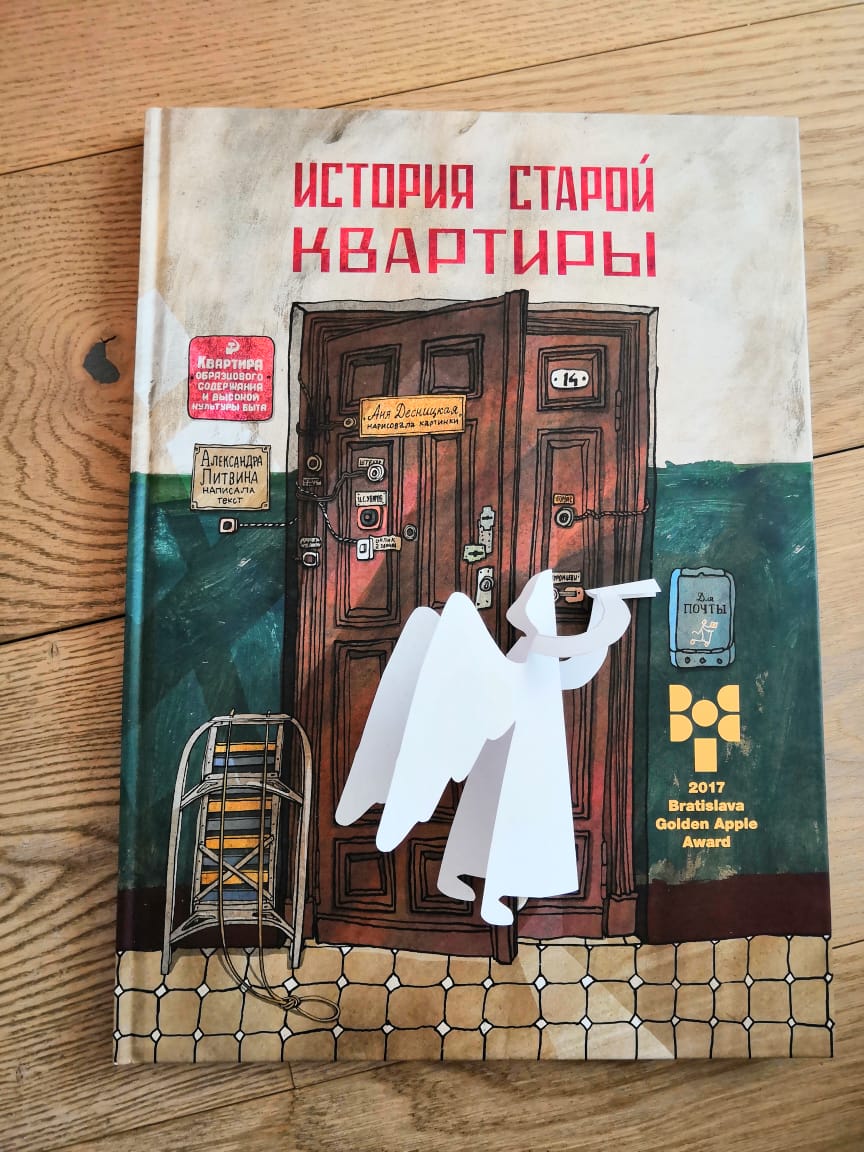 ИСТОРИЯ СТАРОЙ
КВАРТИРЫ
КВАРТИРА
ОБРАЗЦОВОГО
СОДЕРЖАНИЯ
И ВЫСОКОЙ
КУЛЬТУРЫ БЫТА
14
Аня Десницкая
НАРИСОВАЛА КАРТИНКИ
АЛЕКСАНДРА
ЛИТВИНА
НАПИСАЛА
ТЕКСТ
Для
ПОЧТЫ
2017
Bratislava
Golden Apple
Award